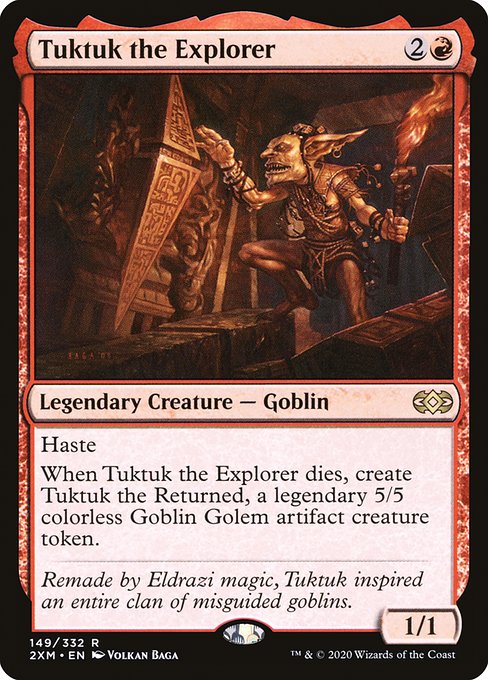 Tuktuk the Explorer 2
BAGA 08
Legendary Creature — Goblin
Haste
When Tuktuk the Explorer dies, create
Tuktuk the Returned, a legendary 5/5
colorless Goblin Golem artifact creature
token.
Remade by Eldrazi magic, Tuktuk inspired
an entire clan of misguided goblins.
1/1
149/332 R
2XM • EN Volkan Baga
™ & © 2020 Wizards of the Coast